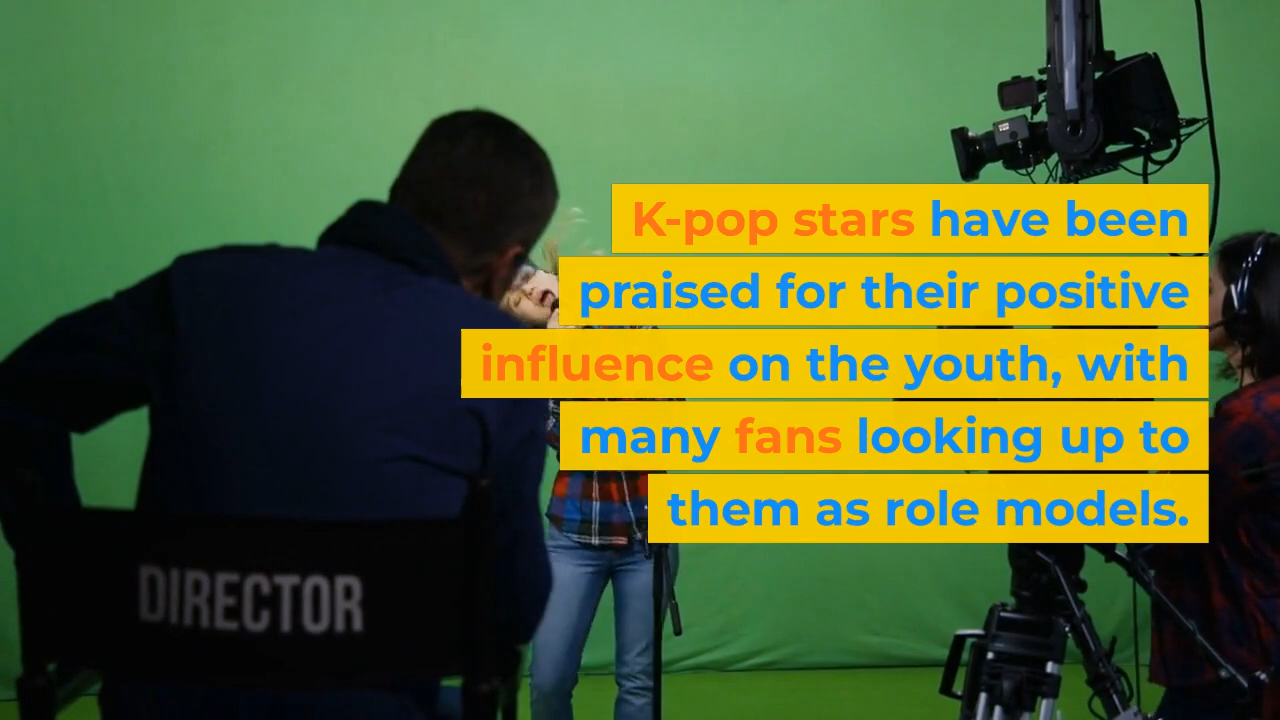 K-pop stars have been
praised for their positive
influence on the youth, with
many fans looking up to
them as role models.
DIRECTOR